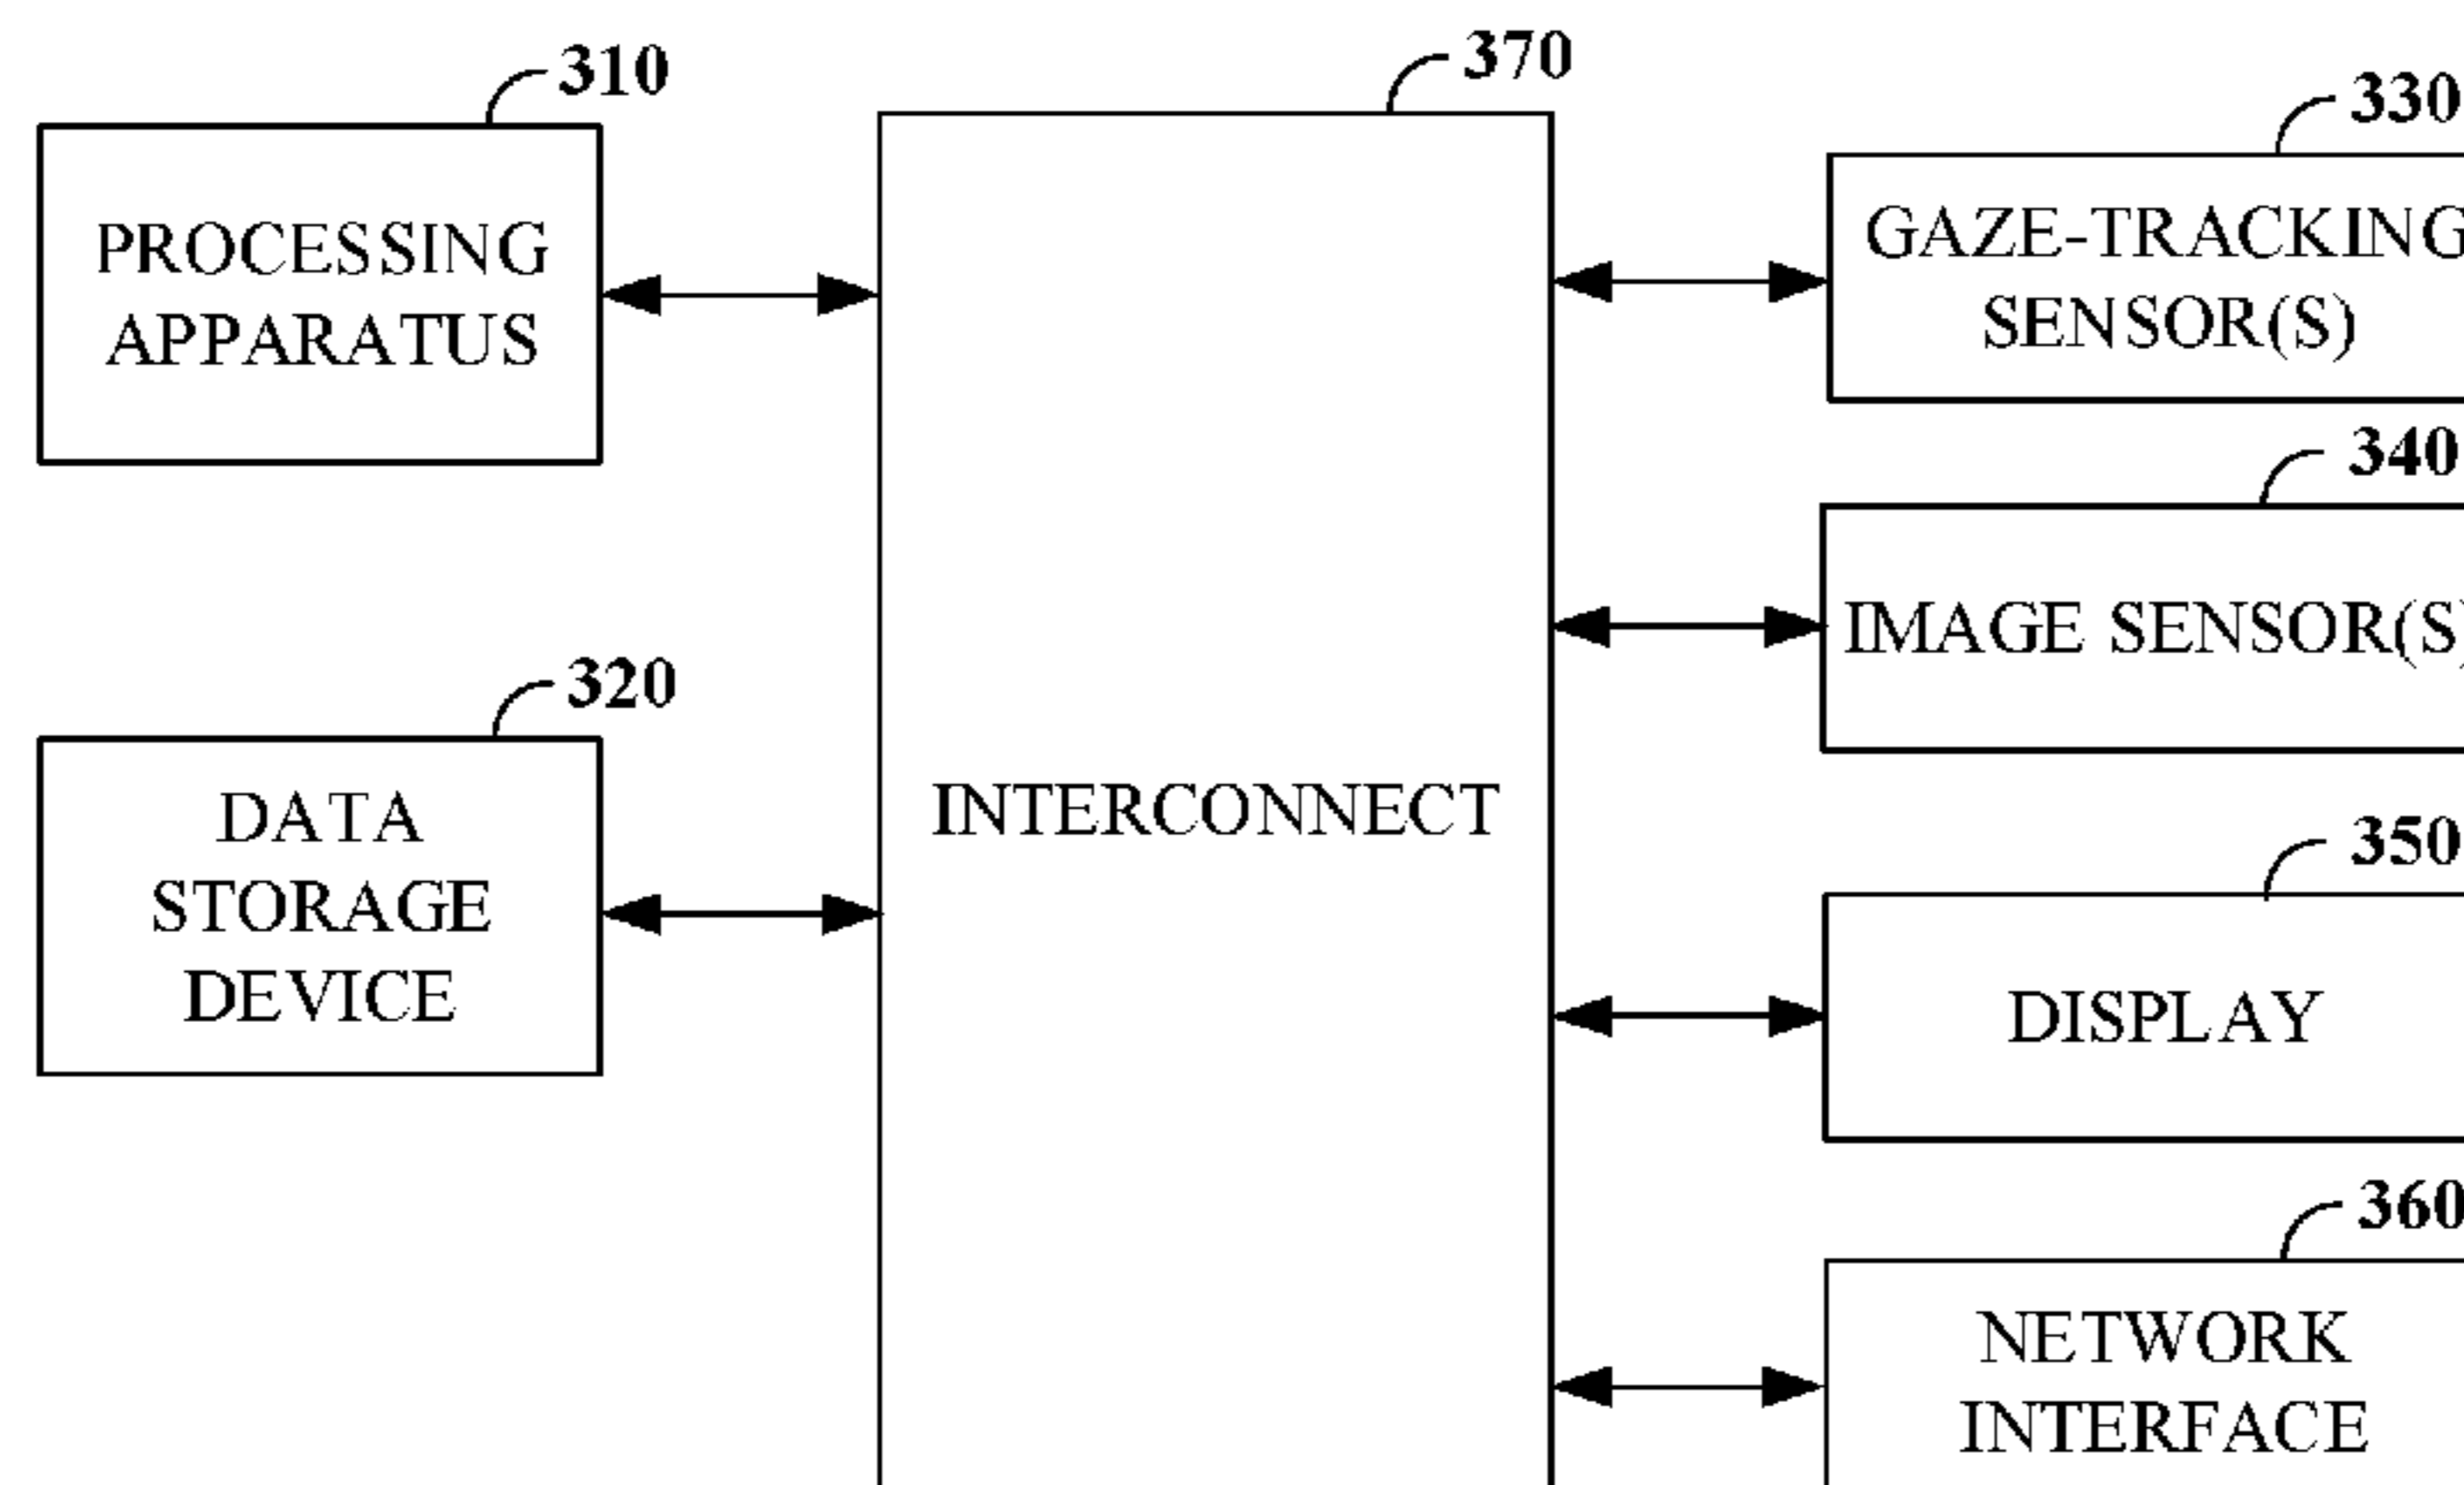 310
PROCESSING
APPARATUS
320
DATA
STORAGE
DEVICE
370
INTERCONNECT
330
GAZE-TRACKING
SENSOR(S)
340
IMAGE SENSOR(S)
350
DISPLAY
360
NETWORK
INTERFACE